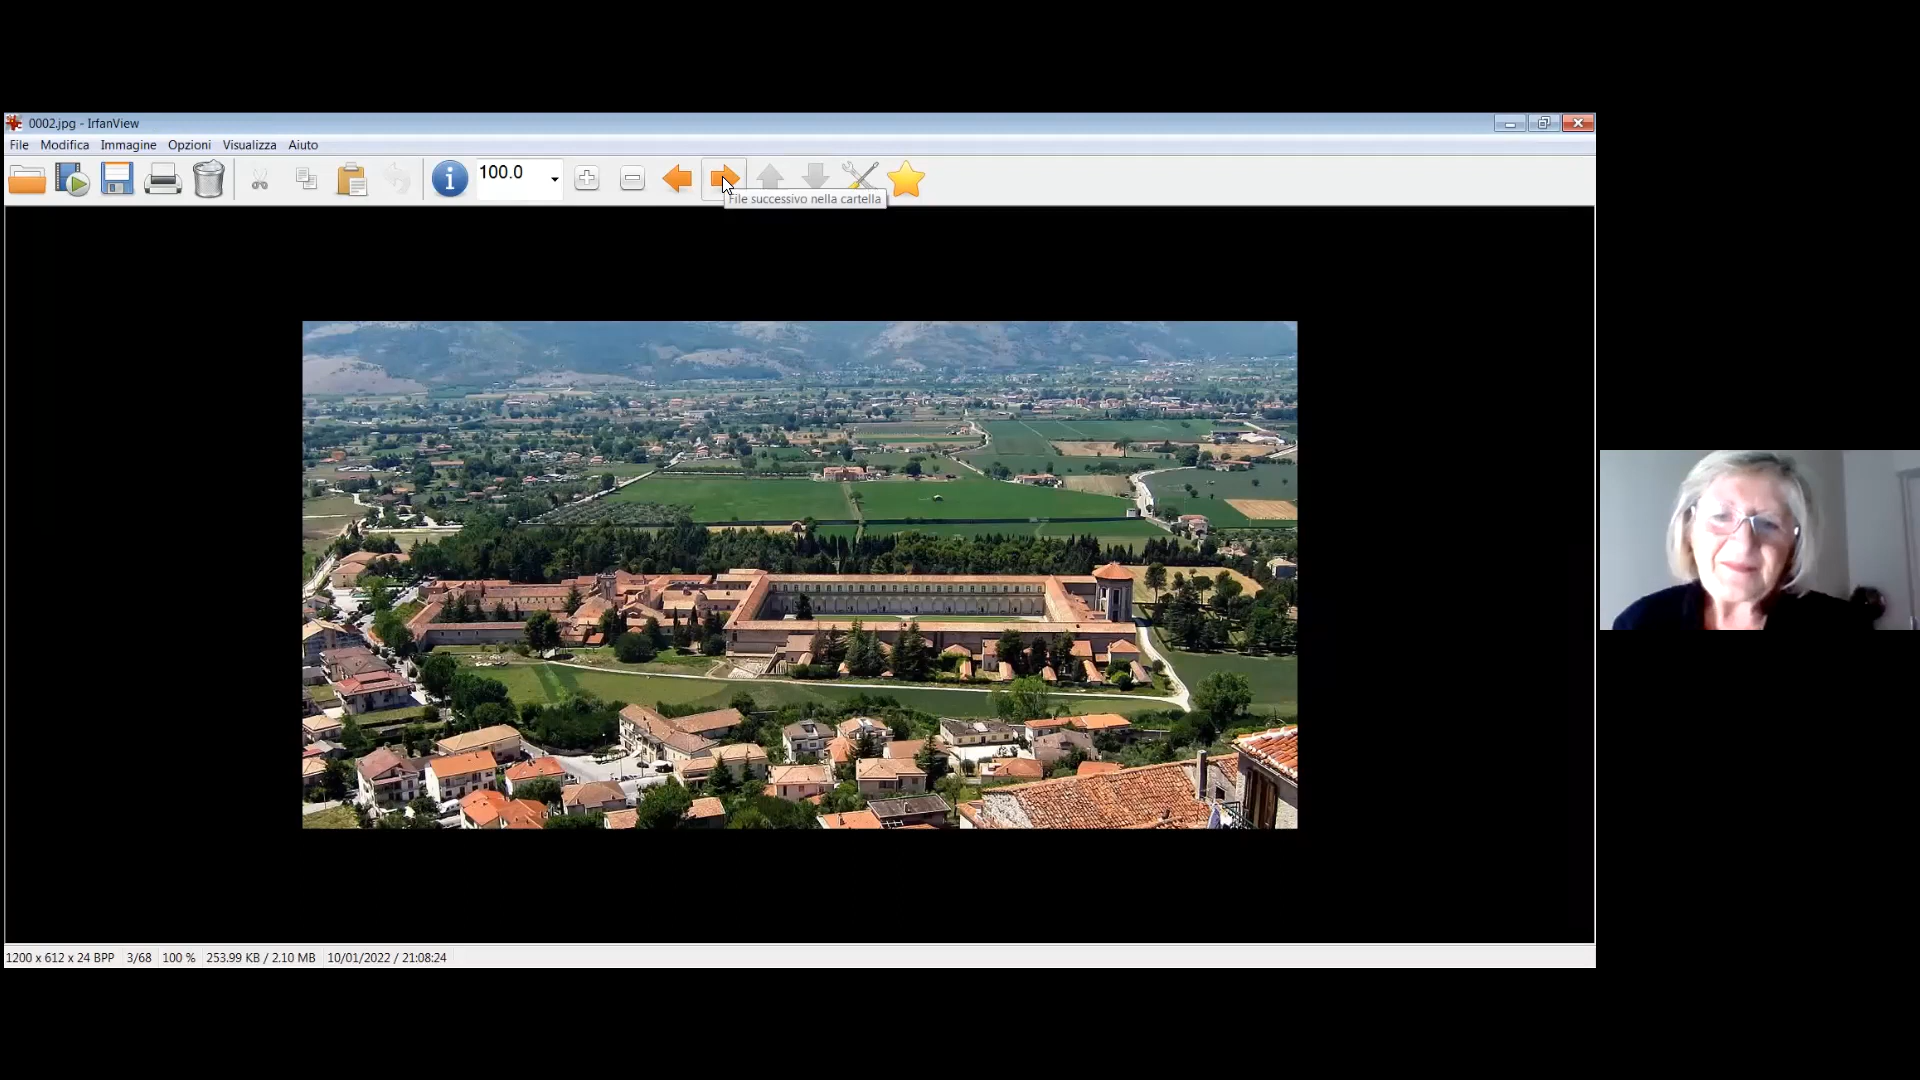 0002.jpg - IrfanView
File Modifica Immagine Opzioni Visualizza Aiuto
100.0
File successivo nella cartella
1200 x 612 x 24 BPP 3/68 100 % 253.99 KB / 2.10 MB 10/01/2022 / 21:08:24